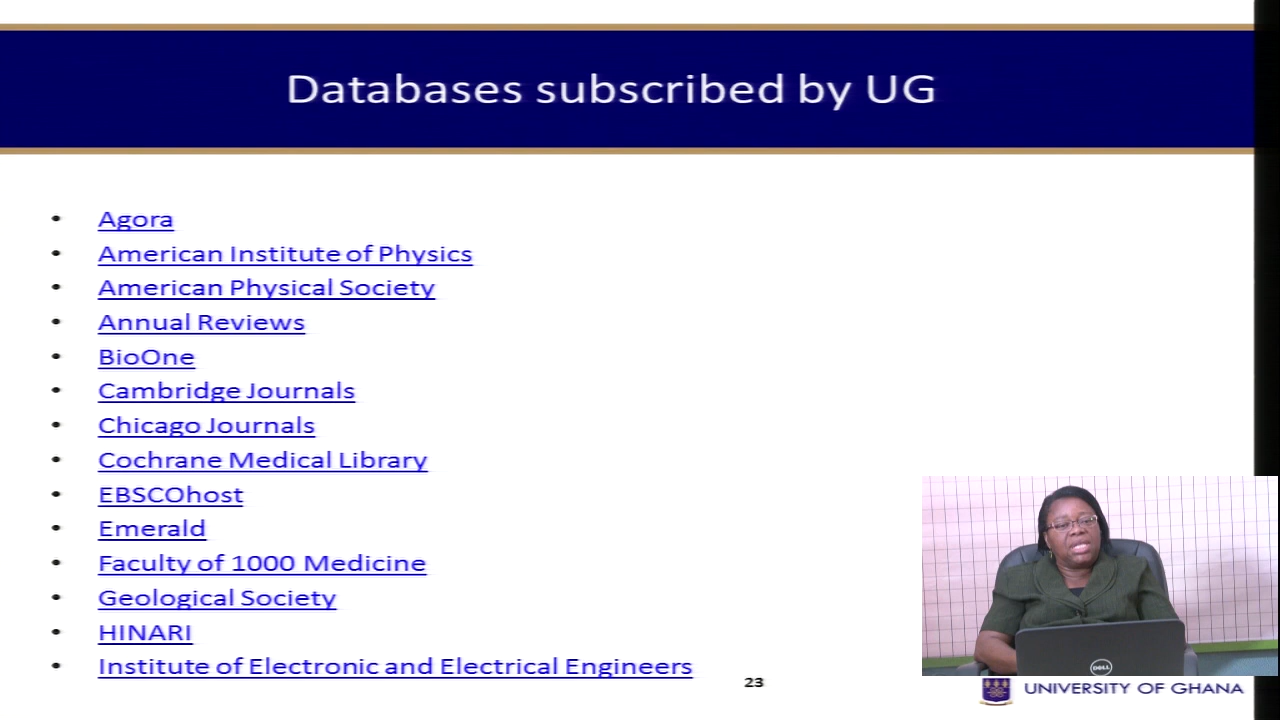 Databases subscribed by UG
• Agora
• American Institute of Physics
• American Physical Society
• Annual Reviews
• BioOne
• Cambridge Journals
• Chicago Journals
• Cochrane Medical Library
• EBSCOhost
• Emerald
• Faculty of 1000 Medicine
• Geological Society
• HINARI
• Institute of Electronic and Electrical Engineers
23
DELL
UNIVERSITY OF GHANA